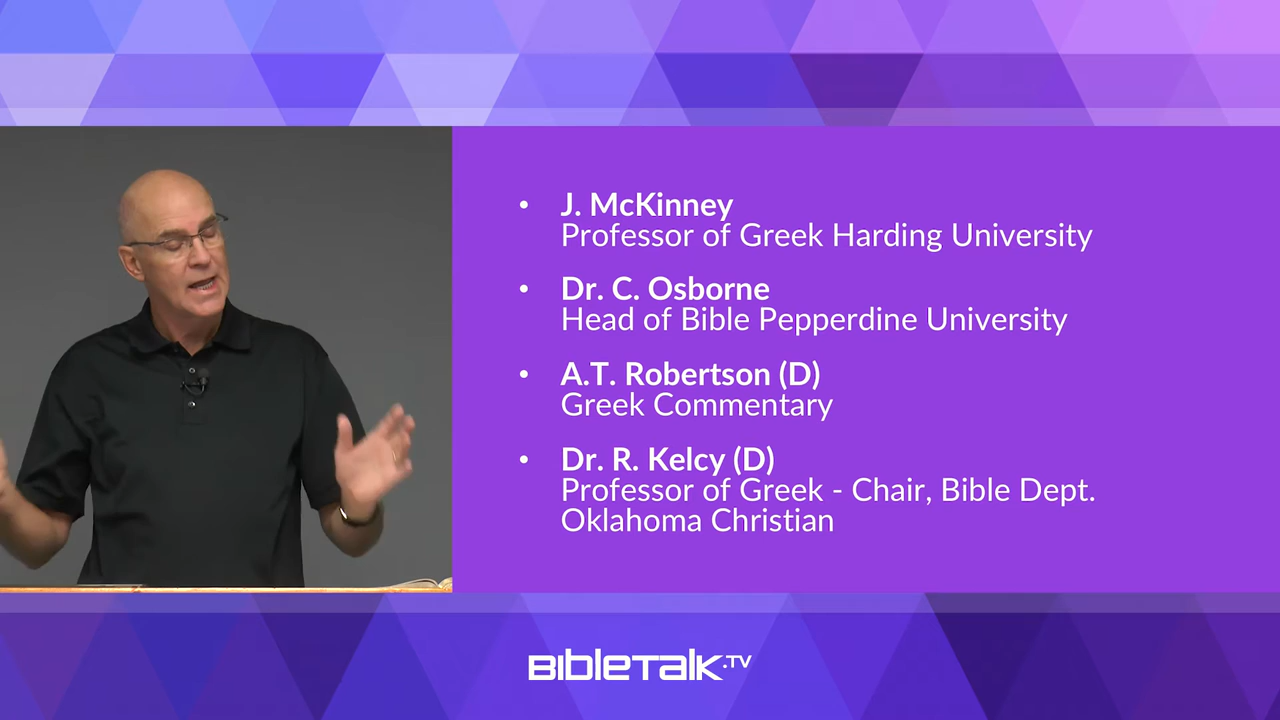 • J. McKinney
Professor of Greek Harding University
• Dr. C. Osborne
Head of Bible Pepperdine University
• A.T. Robertson (D)
Greek Commentary
• Dr. R. Kelcy (D)
Professor of Greek - Chair, Bible Dept.
Oklahoma Christian
BIBLETALK.TV